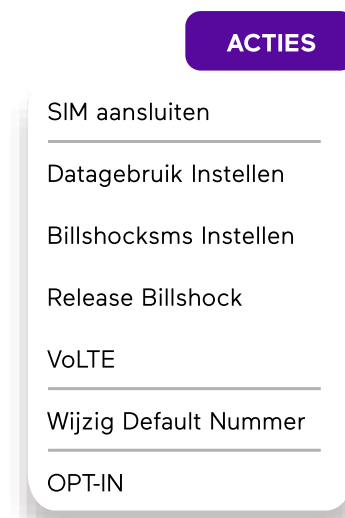 ACTIES
SIM aansluiten
Datagebruik Instellen
Billshocksms Instellen
Release Billshock
VoLTE
Wijzig Default Nummer
OPT-IN